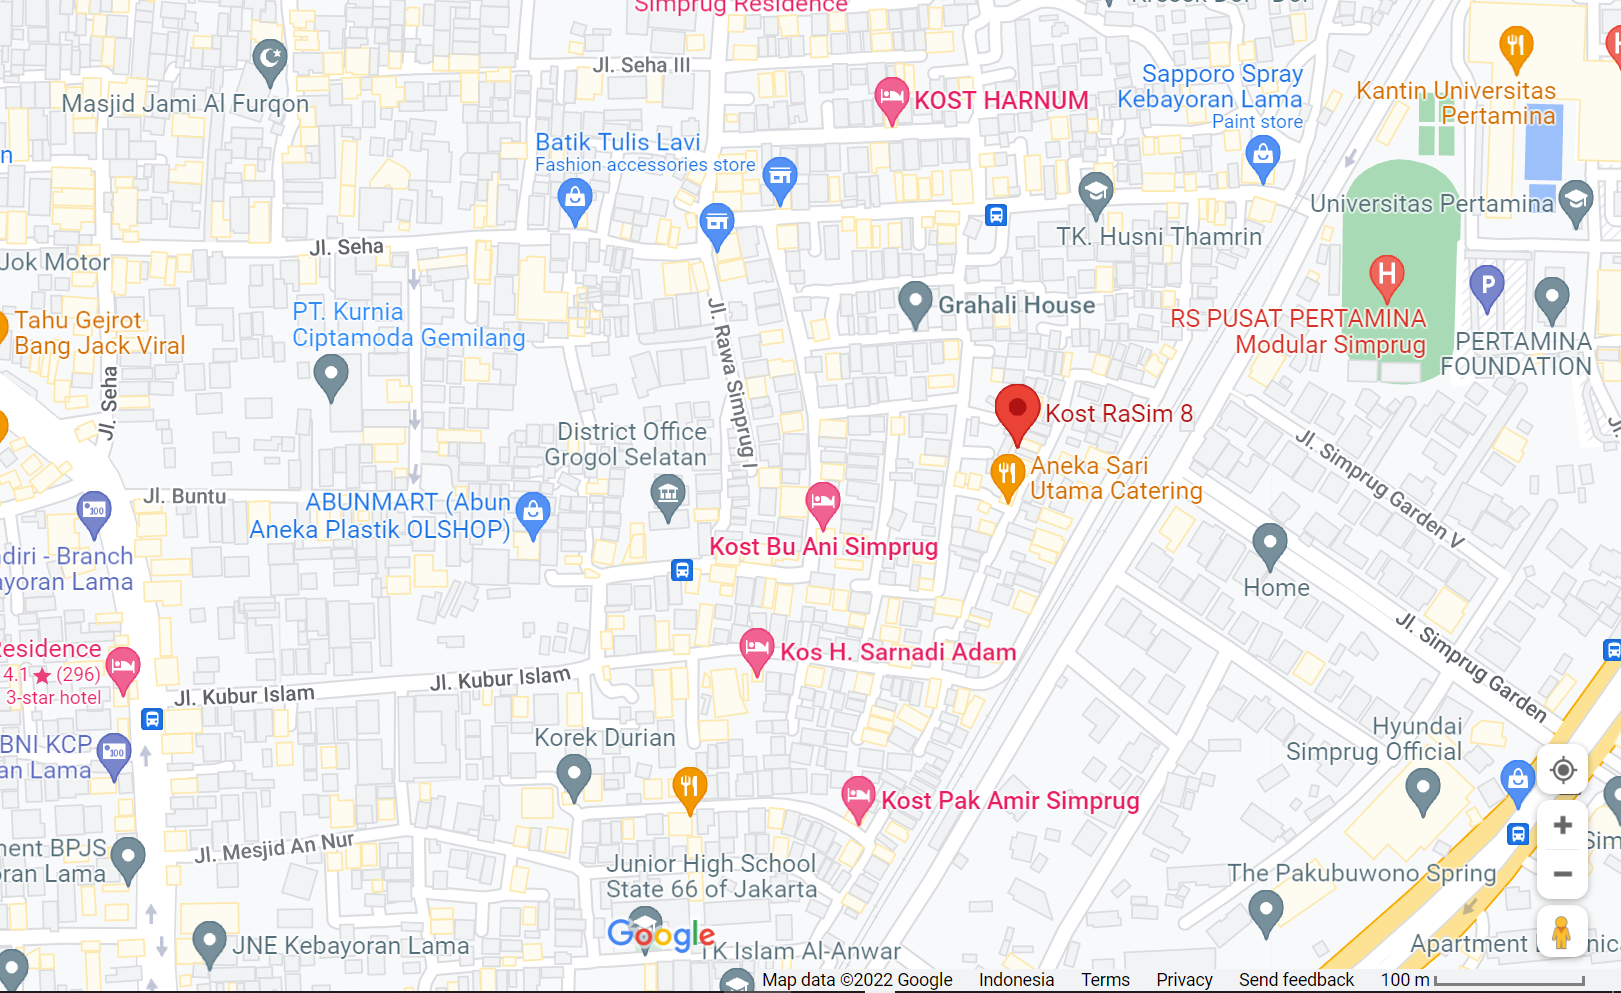 Simprug Residence
Jl. Seha III
Masjid Jami Al Furqon
KOST HARNUM
Sapporo Spray
Kebayoran Lama
Paint store
Kantin Universitas
Pertamina
Batik Tulis Lavi
Fashion accessories store
Universitas Pertamina
TK. Husni Thamrin
Jl. Seha
Jok Motor
PT. Kurnia
Ciptamoda Gemilang
Tahu Gejrot
Bang Jack Viral
Jl. Seha
Jl. Rawa Simprug I
Grahali House
RS PUSAT PERTAMINA
Modular Simprug
H
P
PERTAMINA
FOUNDATION
Kost RaSim 8
District Office
Grogol Selatan
Aneka Sari
Utama Catering
Jl. Simprug Garden V
Jl. Buntu
100
ABUNMART (Abun
Aneka Plastik OLSHOP)
Kost Bu Ani Simprug
diri - Branch
ayoran Lama
Home
Jl. Simprug Garden
Residence
4.1★ (296)
3-star hotel
Kos H. Sarnadi Adam
Jl. Kubur Islam
Jl. Kubur Islam
BNI KCP
an Lama
100
Korek Durian
Hyundai
Simprug Official
Kost Pak Amir Simprug
Jl. Mesjid An Nur
ment BPJS
oran Lama
Junior High School
State 66 of Jakarta
The Pakubuwono Spring
Sim
JNE Kebayoran Lama
Google
TK Islam Al-Anwar
Apartment
Map data ©2022 Google
Indonesia
Terms
Privacy
Send feedback
100 m